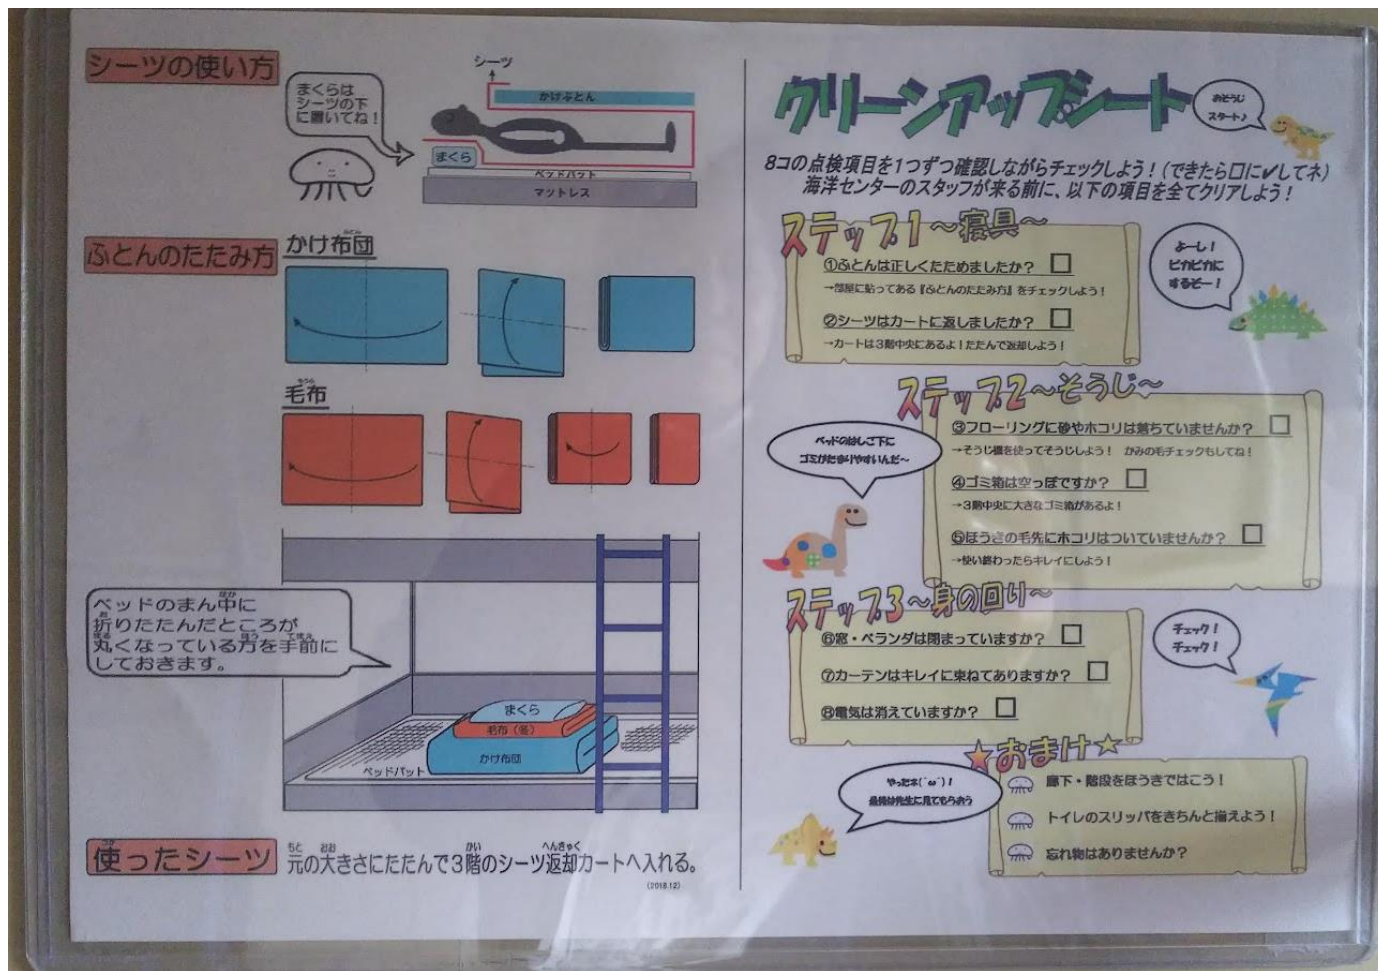 シーツの使い方
まくらは
シーツの下
に置いてね！
シーツ
かけぶとん
まくら
ベッドパット
マットレス
ふとんのたたみ方
かけ布団
ふとん
毛布
もうふ
ベッドのまん中に
折りたたんだところが
丸くなっている方を手前に
しておきます。
まくら
毛布（冬）
かけ布団
ベッドパット
使ったシーツ
元の大きさにたたんで３階のシーツ返却カートへ入れる。
(2018.12)
クリーンアップシート
おそうじ
スタート♪
8コの点検項目を1つずつ確認しながらチェックしよう！(できたら口に✔してネ)
海洋センターのスタッフが来る前に、以下の項目を全てクリアしよう！
ステップ1～寝具～
①ふとんは正しくたためましたか？ □
→部屋に貼ってある『ふとんのたたみ方』をチェックしよう！
②シーツはカートに返しましたか？ □
→カートは３階中央にあるよ！たたんで返却しよう！
よーし！
ピカピカに
するぞー！
ステップ2～そうじ～
③フローリングに砂やホコリは落ちていませんか？ □
→そうじ機を使ってそうじしよう！ かみの毛チェックもしてね！
④ゴミ箱は空っぽですか？ □
→３階中央に大きなゴミ箱があるよ！
⑤ほうきの毛先にホコリはついていませんか？ □
→使い終わったらキレイにしよう！
ベッドのはしご下に
ゴミがたまりやすいんだ～
ステップ3～身の回り～
⑥窓・ベランダは閉まっていますか？ □
⑦カーテンはキレイに束ねてありますか？ □
⑧電気は消えていますか？ □
チェック！
チェック！
★おまけ★
廊下・階段をほうきではこう！
トイレのスリッパをきちんと揃えよう！
忘れ物はありませんか？
やったネ(´ω`)！
最後は先生に見てもらおう